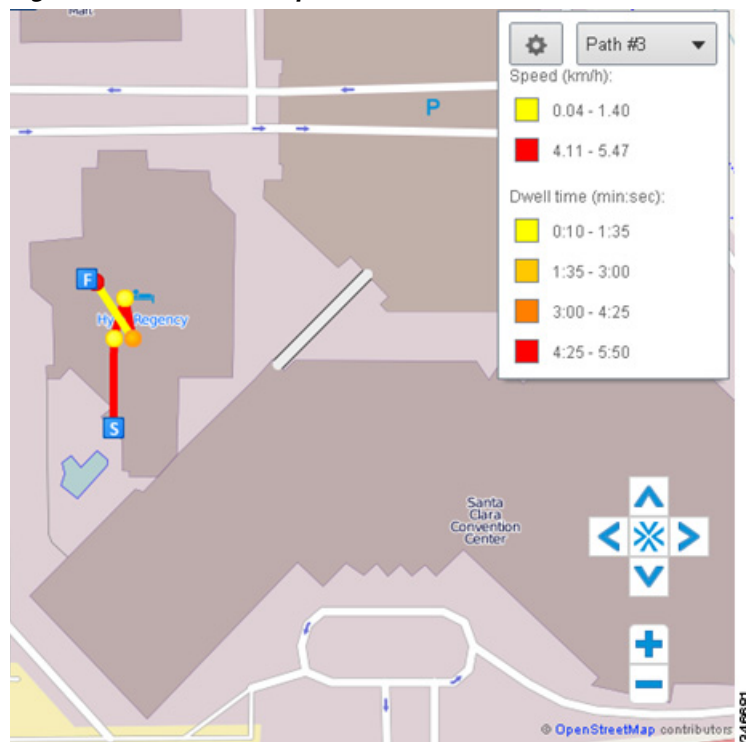 Mart
Path #3
Speed (km/h):
0.04 - 1.40
4.11 - 5.47
Dwell time (min:sec):
0:10 - 1:35
1:35 - 3:00
3:00 - 4:25
4:25 - 5:50
P
F
Regency
S
Santa
Clara
Convention
Center
© OpenStreetMap contributors
246691